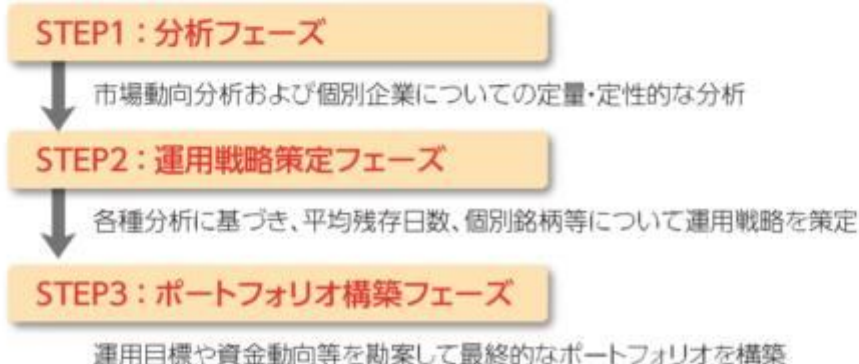 STEP1：分析フェーズ
市場動向分析および個別企業についての定量・定性的な分析
STEP2：運用戦略策定フェーズ
各種分析に基づき、平均残存日数、個別銘柄等について運用戦略を策定
STEP3：ポートフォリオ構築フェーズ
運用目標や資金動向等を勘案して最終的なポートフォリオを構築